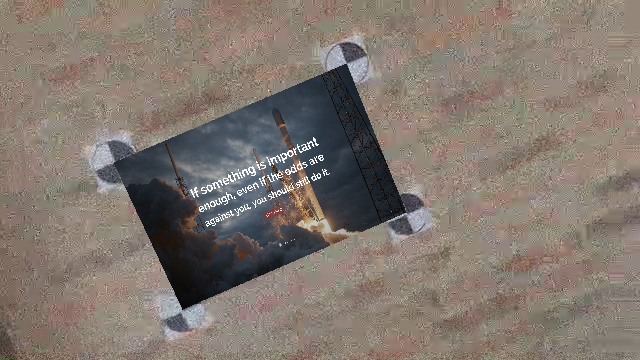 If something is important
enough, even if the odds are
against you, you should still do it.